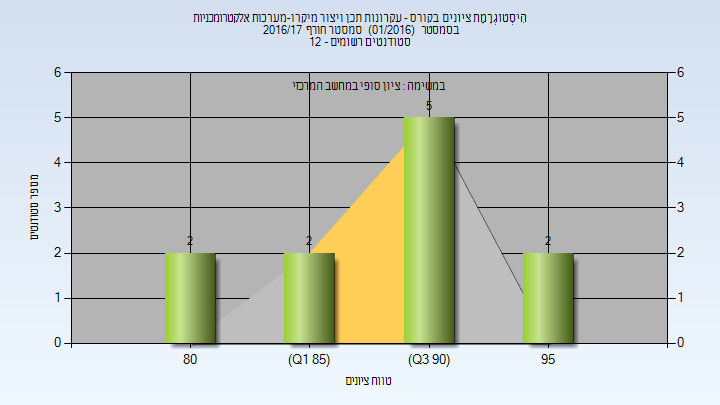 היסטוגרמת ציונים בקורס - עקרונות תכן ויצור מיקרו-מערכות אלקטרומכניות
בסמסטר (01/2016) סמסטר חורף 2016/17
סטודנטים רשומים - 12
במשימה : ציון סופי במחשב המרכזי
6 6
5 5
4 4
3 3
2 2
1 1
0 0
2 2 5 2
מספר סטודנטים
80 (Q1 85) (Q3 90) 95
טווח ציונים